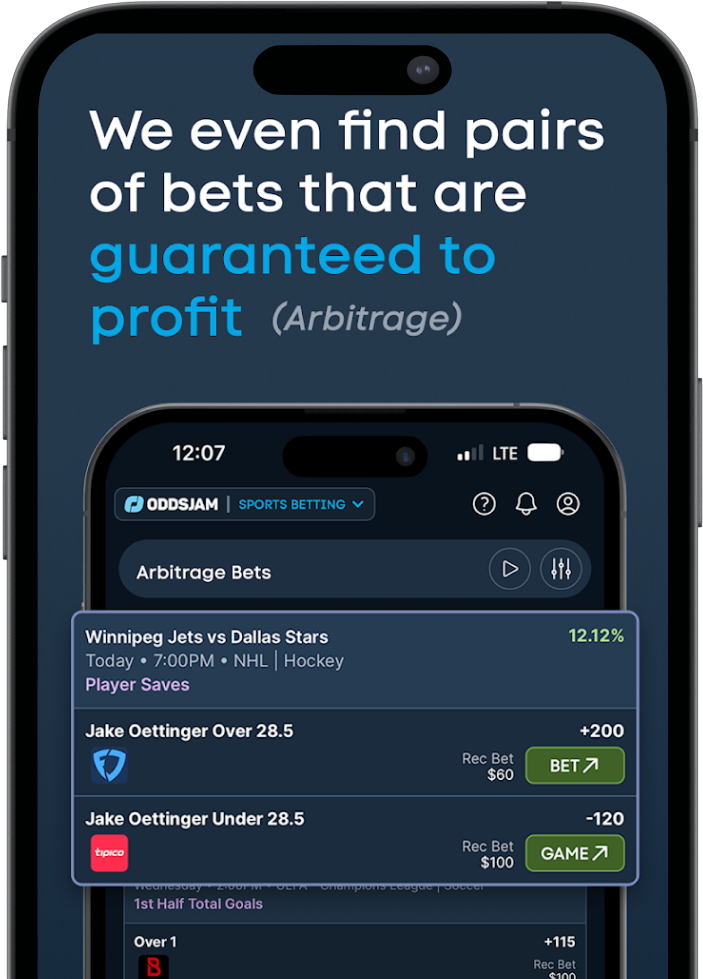 We even find pairs
of bets that are
guaranteed to
profit (Arbitrage)
12:07 LTE
ODDSJAM | SPORTS BETTING
Arbitrage Bets
Winnipeg Jets vs Dallas Stars 12.12%
Today • 7:00PM • NHL | Hockey
Player Saves
Jake Oettinger Over 28.5 +200
Rec Bet
$60
BET
Jake Oettinger Under 28.5 -120
tipico
Rec Bet
$100
GAME
Wednesday • 2:00PM • UEFA - Champions League | Soccer
1st Half Total Goals
Over 1 +115
B
Rec Bet
$100